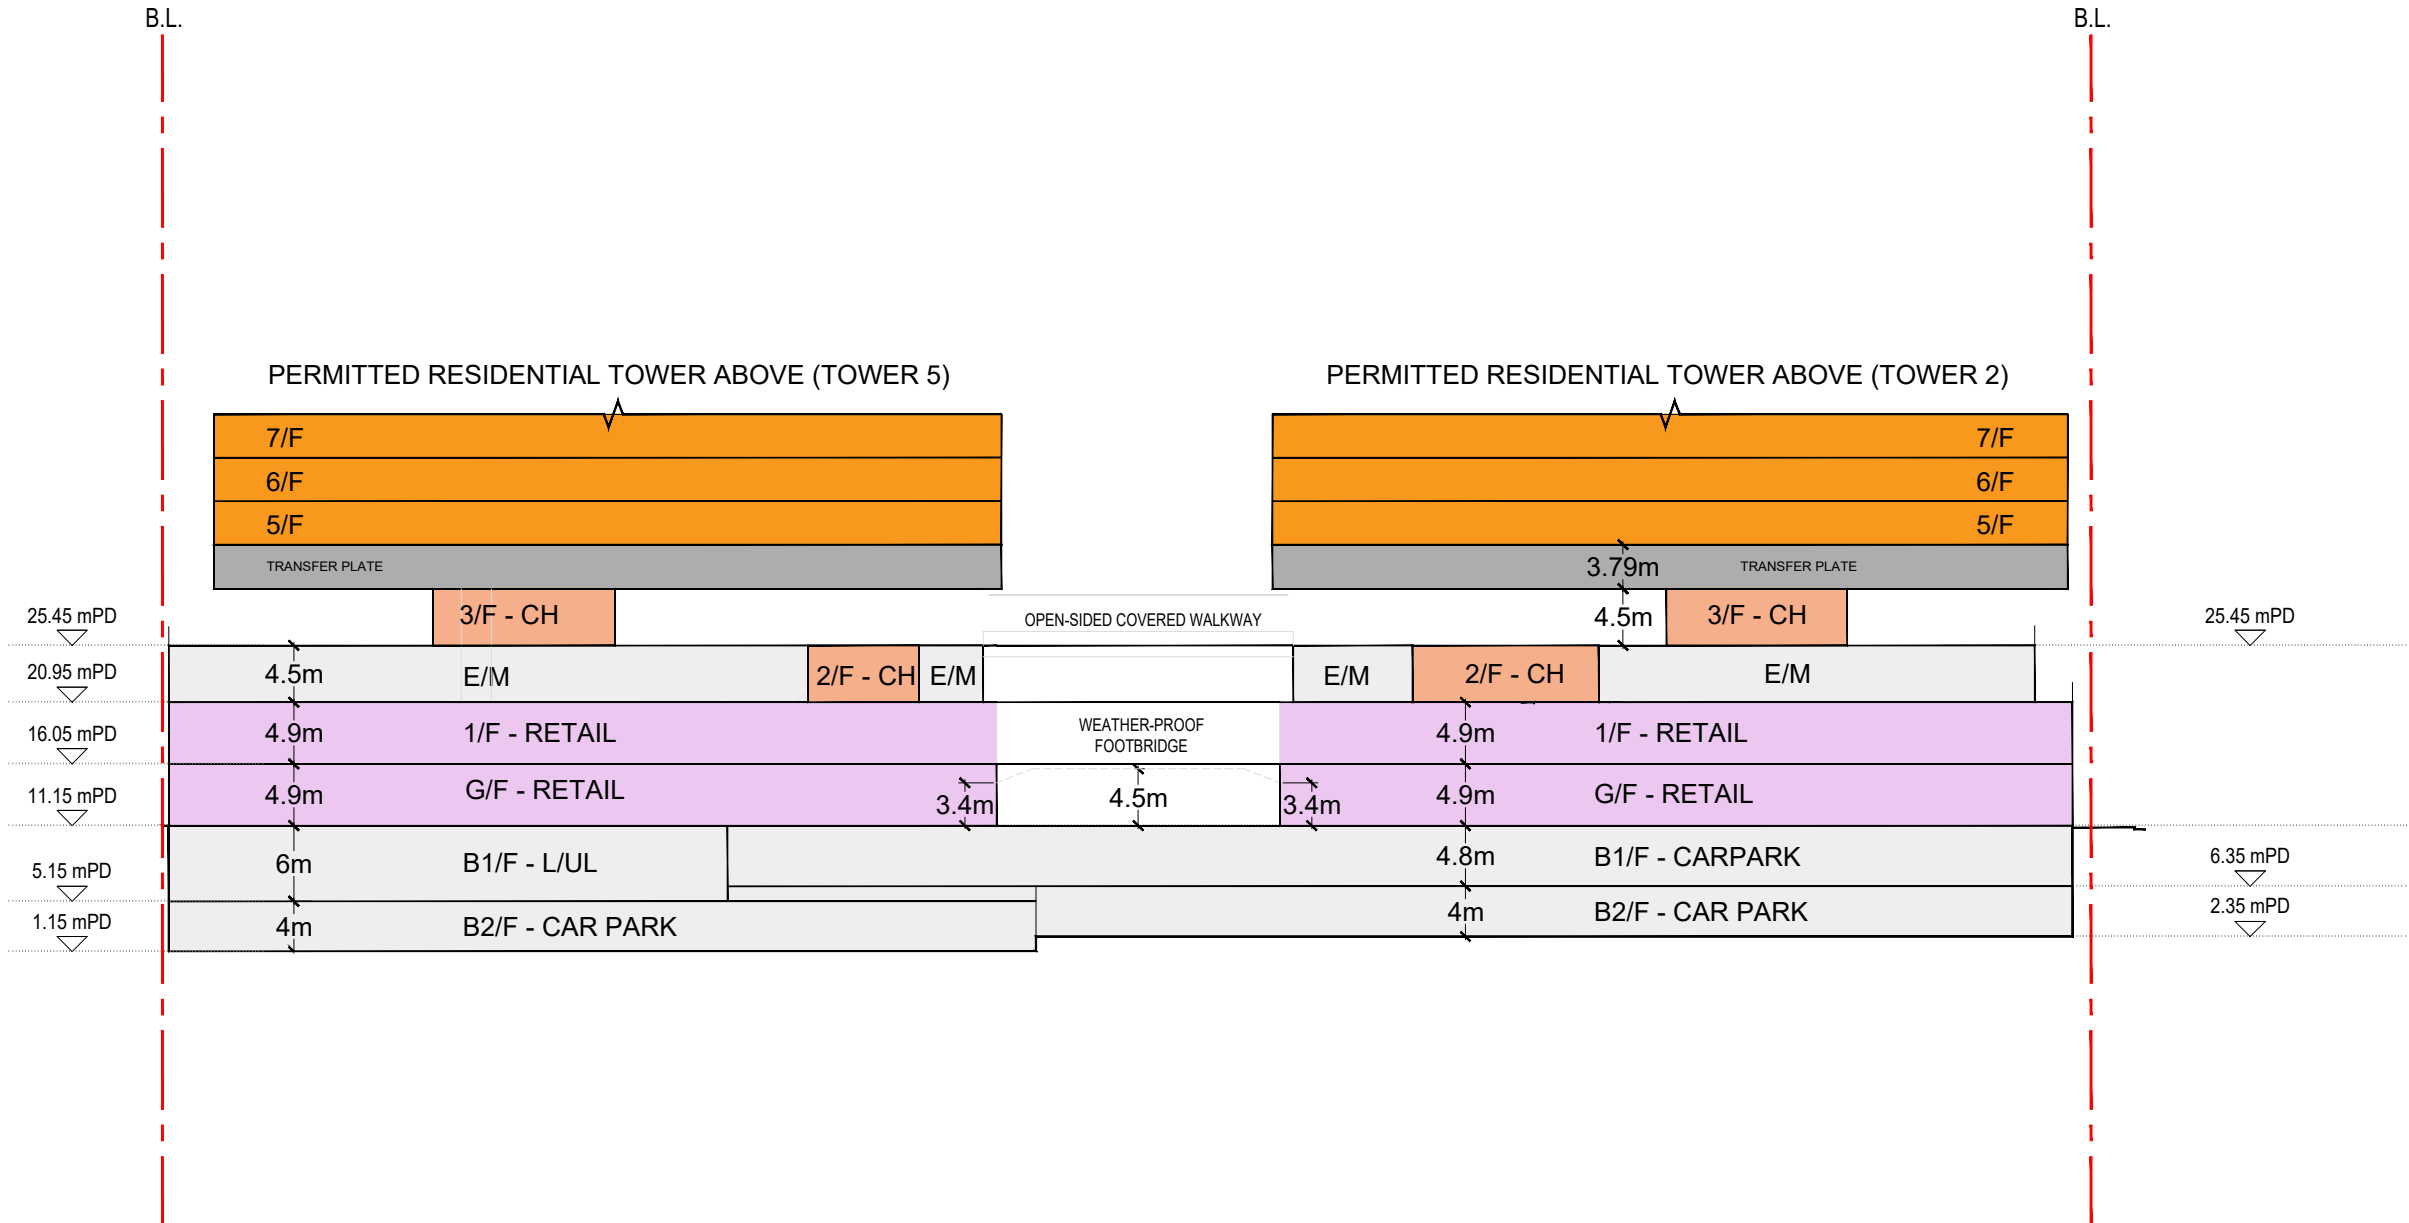 B.L.
B.L.
PERMITTED RESIDENTIAL TOWER ABOVE (TOWER 5)
PERMITTED RESIDENTIAL TOWER ABOVE (TOWER 2)
7/F
7/F
6/F
6/F
5/F
5/F
TRANSFER PLATE
3.79m
TRANSFER PLATE
25.45 mPD
3/F - CH
OPEN-SIDED COVERED WALKWAY
4.5m
3/F - CH
25.45 mPD
20.95 mPD
4.5m
E/M
2/F - CH
E/M
E/M
2/F - CH
E/M
16.05 mPD
4.9m
1/F - RETAIL
WEATHER-PROOF
FOOTBRIDGE
4.9m
1/F - RETAIL
11.15 mPD
4.9m
G/F - RETAIL
3.4m
4.5m
3.4m
4.9m
G/F - RETAIL
5.15 mPD
6m
B1/F - L/UL
4.8m
B1/F - CARPARK
6.35 mPD
1.15 mPD
4m
B2/F - CAR PARK
4m
B2/F - CAR PARK
2.35 mPD